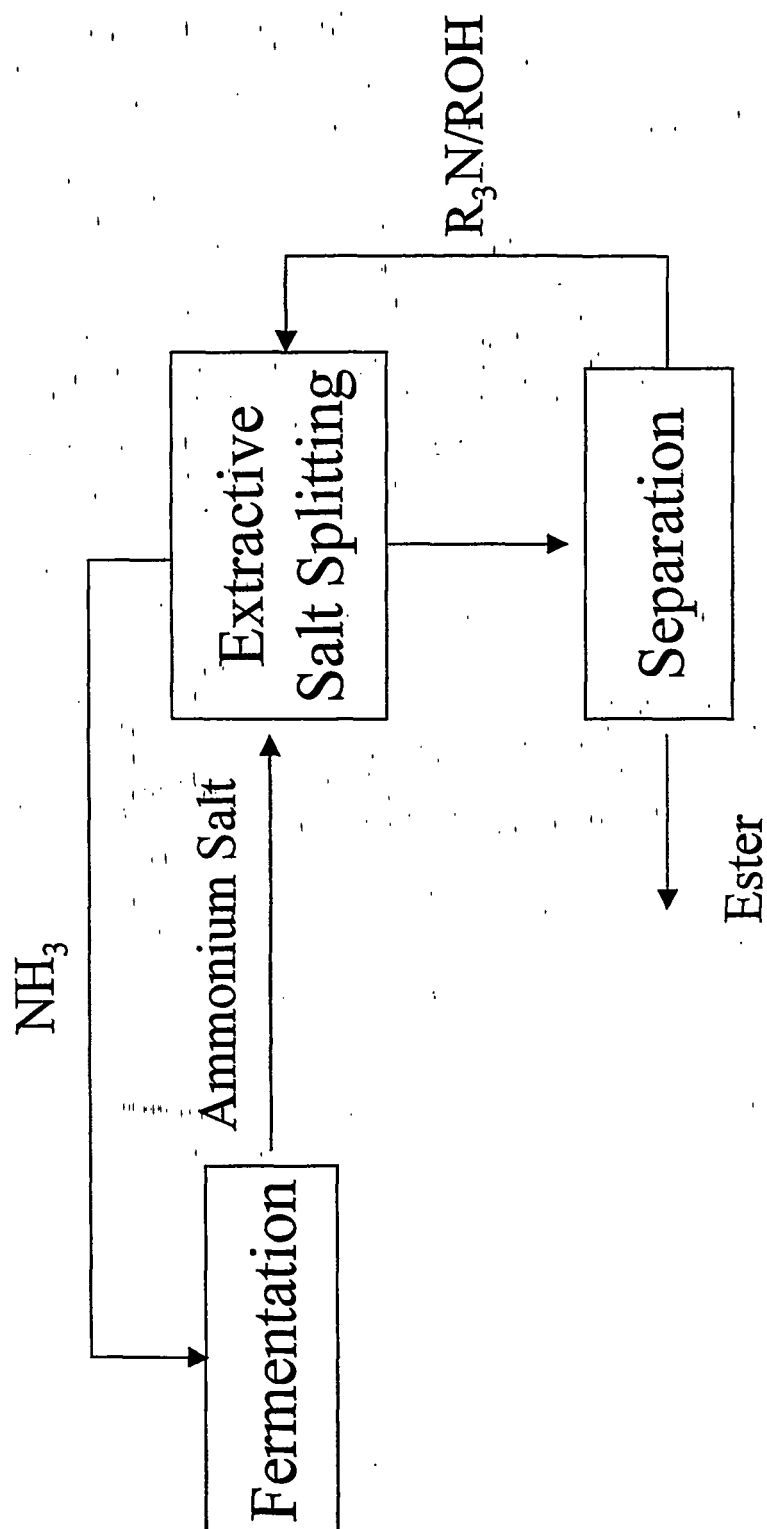 NH₃
Fermentation
Ammonium Salt
Extractive
Salt Splitting
R₃N/ROH
Separation
Ester